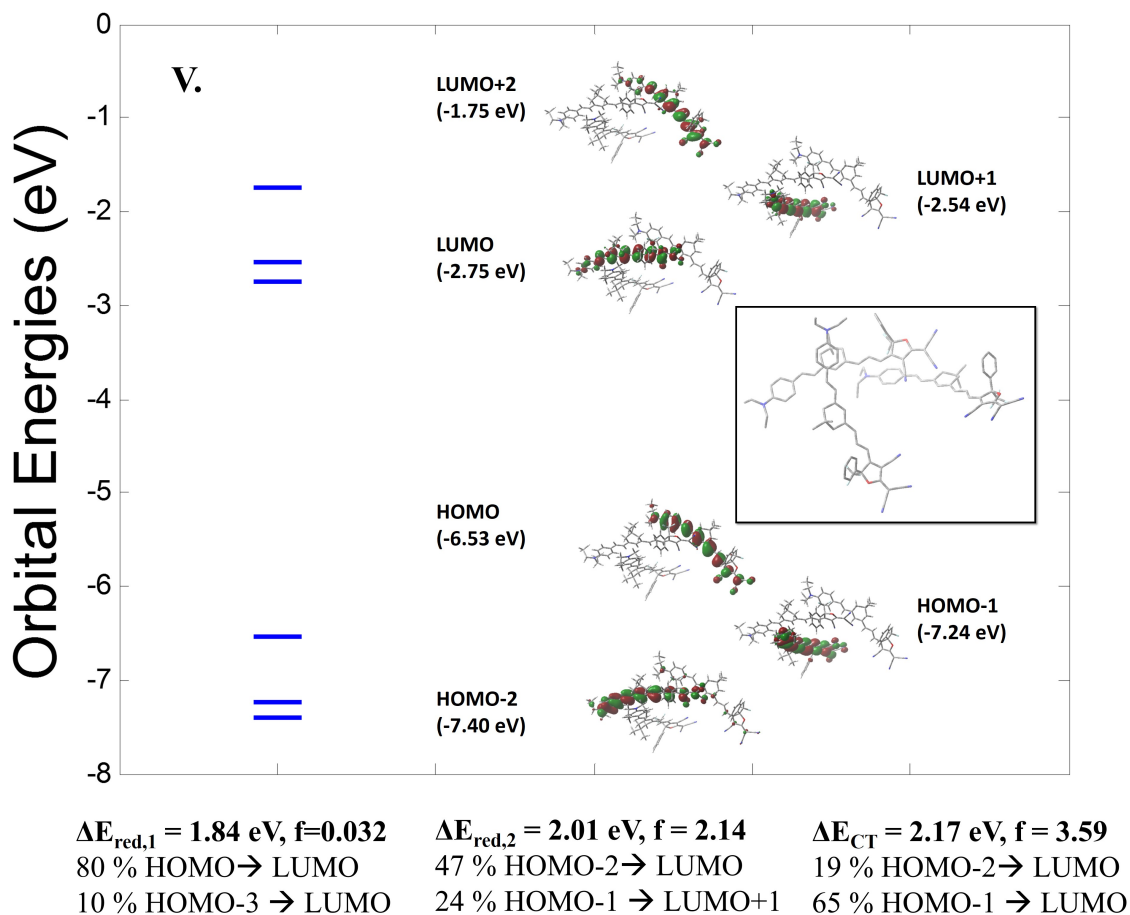 Orbital Energies (eV)
0
-1
-2
-3
-4
-5
-6
-7
-8
V.
LUMO+2
(-1.75 eV)
LUMO+1
(-2.54 eV)
LUMO
(-2.75 eV)
HOMO
(-6.53 eV)
HOMO-1
(-7.24 eV)
HOMO-2
(-7.40 eV)
ΔEred,1 = 1.84 eV, f=0.032
80 % HOMO→ LUMO
10 % HOMO-3 → LUMO
ΔEred,2 = 2.01 eV, f = 2.14
47 % HOMO-2→ LUMO
24 % HOMO-1 → LUMO+1
ΔECT = 2.17 eV, f = 3.59
19 % HOMO-2→ LUMO
65 % HOMO-1 → LUMO